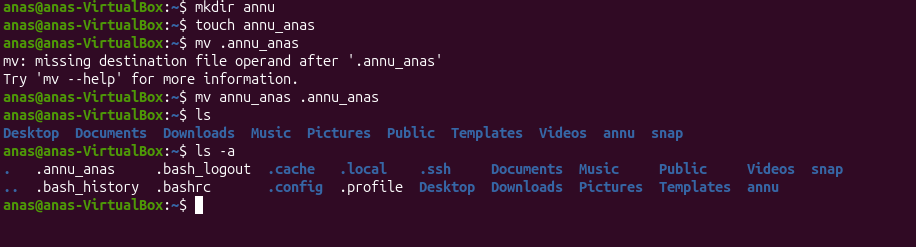 anas@anas-VirtualBox:~$ mkdir annu
anas@anas-VirtualBox:~$ touch annu_anas
anas@anas-VirtualBox:~$ mv .annu_anas
mv: missing destination file operand after '.annu_anas'
Try 'mv --help' for more information.
anas@anas-VirtualBox:~$ mv annu_anas .annu_anas
anas@anas-VirtualBox:~$ ls
Desktop  Documents  Downloads  Music  Pictures  Public  Templates  Videos  annu  snap
anas@anas-VirtualBox:~$ ls -a
.   .annu_anas     .bash_logout  .cache   .local    .ssh     Documents  Music     Public     Videos  snap
..  .bash_history  .bashrc       .config  .profile  Desktop  Downloads  Pictures  Templates  annu
anas@anas-VirtualBox:~$